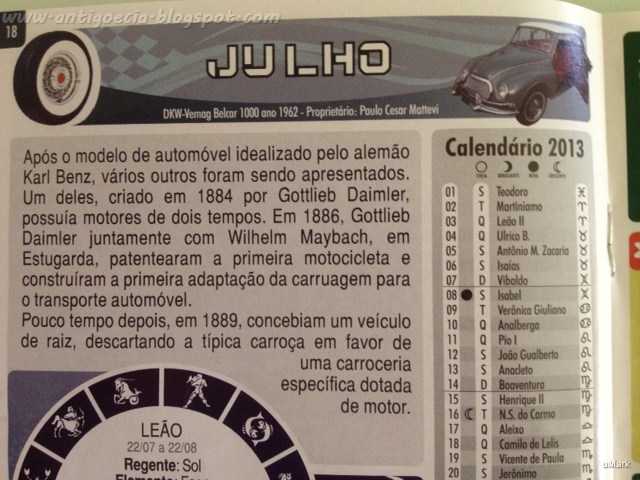 www-antigoecia-blogspot-com
18
JULHO
DKW-Vemag Belcar 1000 ano 1962 - Proprietário: Paulo Cesar Mattevi
Após o modelo de automóvel idealizado pelo alemão
Karl Benz, vários outros foram sendo apresentados.
Um deles, criado em 1884 por Gottlieb Daimler,
possuía motores de dois tempos. Em 1886, Gottlieb
Daimler juntamente com Wilhelm Maybach, em
Estugarda, patentearam a primeira motocicleta e
construíram a primeira adaptação da carruagem para
o transporte automóvel.
Pouco tempo depois, em 1889, concebiam um veículo
de raiz, descartando a típica carroça em favor de
uma carroceria
específica dotada
de motor.
LEÃO
22/07 a 22/08
Regente: Sol
Calendário 2013
CHEIA MINGUANTE NOVA CRESCENTE
01 S Teodoro
02 T Martiniamo
03 Q Leão II
04 Q Ulrico B.
05 S Antônio M. Zacaria
06 S Isaías
07 D Vibaldo
08 S Isabel
09 T Verônica Giuliano
10 Q Analberga
11 Q Pio I
12 S João Gualberto
13 S Anacleto
14 D Boaventura
15 S Henrique II
16 T N.S. do Carmo
17 Q Aleixo
18 Q Camilo de Lelis
19 S Vicente de Paula
20 S Jerônimo
uMark